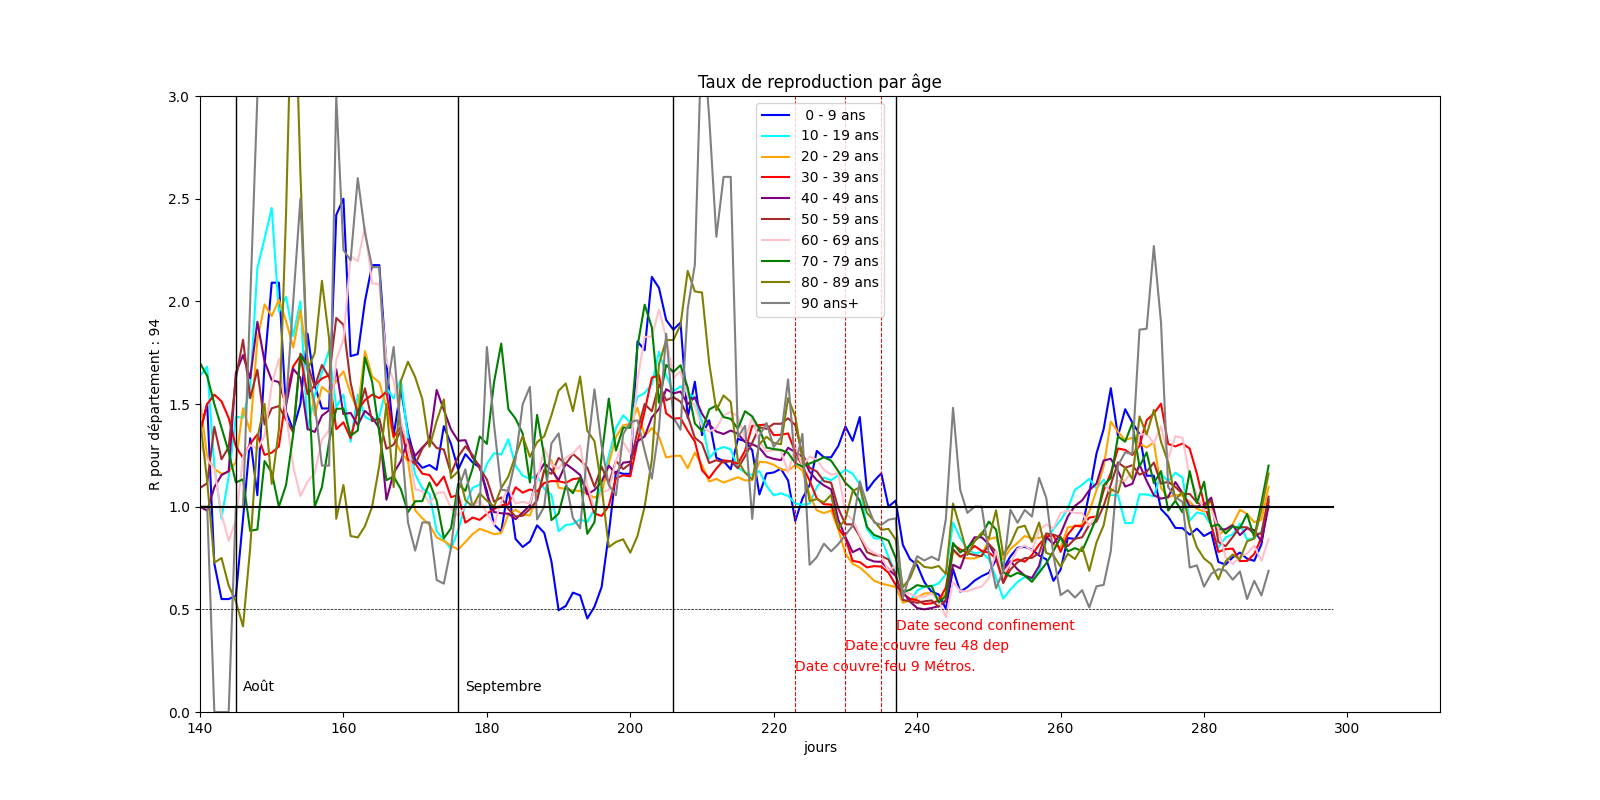 Taux de reproduction par âge
R pour département : 94
3.0
2.5
2.0
1.5
1.0
0.5
0.0
0 - 9 ans
10 - 19 ans
20 - 29 ans
30 - 39 ans
40 - 49 ans
50 - 59 ans
60 - 69 ans
70 - 79 ans
80 - 89 ans
90 ans+
Date second confinement
Date couvre feu 48 dep
Date couvre feu 9 Métros.
Août
Septembre
140 160 180 200 220 240 260 280 300
jours